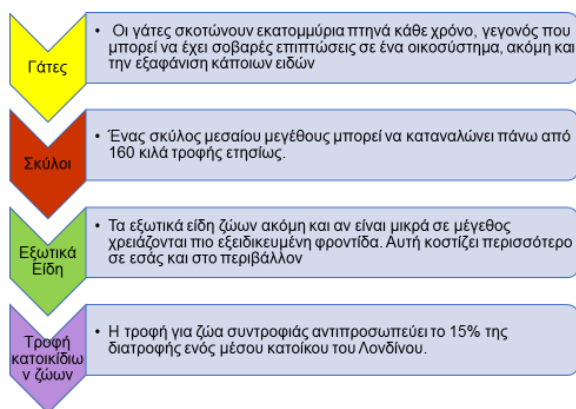 • Οι γάτες σκοτώνουν εκατομμύρια πτηνά κάθε χρόνο, γεγονός που
μπορεί να έχει σοβαρές επιπτώσεις σε ένα οικοσύστημα, ακόμη και
την εξαφάνιση κάποιων ειδών
Γάτες
• Ένας σκύλος μεσαίου μεγέθους μπορεί να καταναλώνει πάνω από
160 κιλά τροφής ετησίως.
Σκύλοι
• Τα εξωτικά είδη ζώων ακόμη και αν είναι μικρά σε μέγεθος
χρειάζονται πιο εξειδικευμένη φροντίδα. Αυτή κοστίζει περισσότερο
σε εσάς και στο περιβάλλον
Εξωτικά
Είδη
• Η τροφή για ζώα συντροφιάς αντιπροσωπεύει το 15% της
διατροφής ενός μέσου κατοίκου του Λονδίνου.
Τροφή
κατοικίδιω
ν ζώων